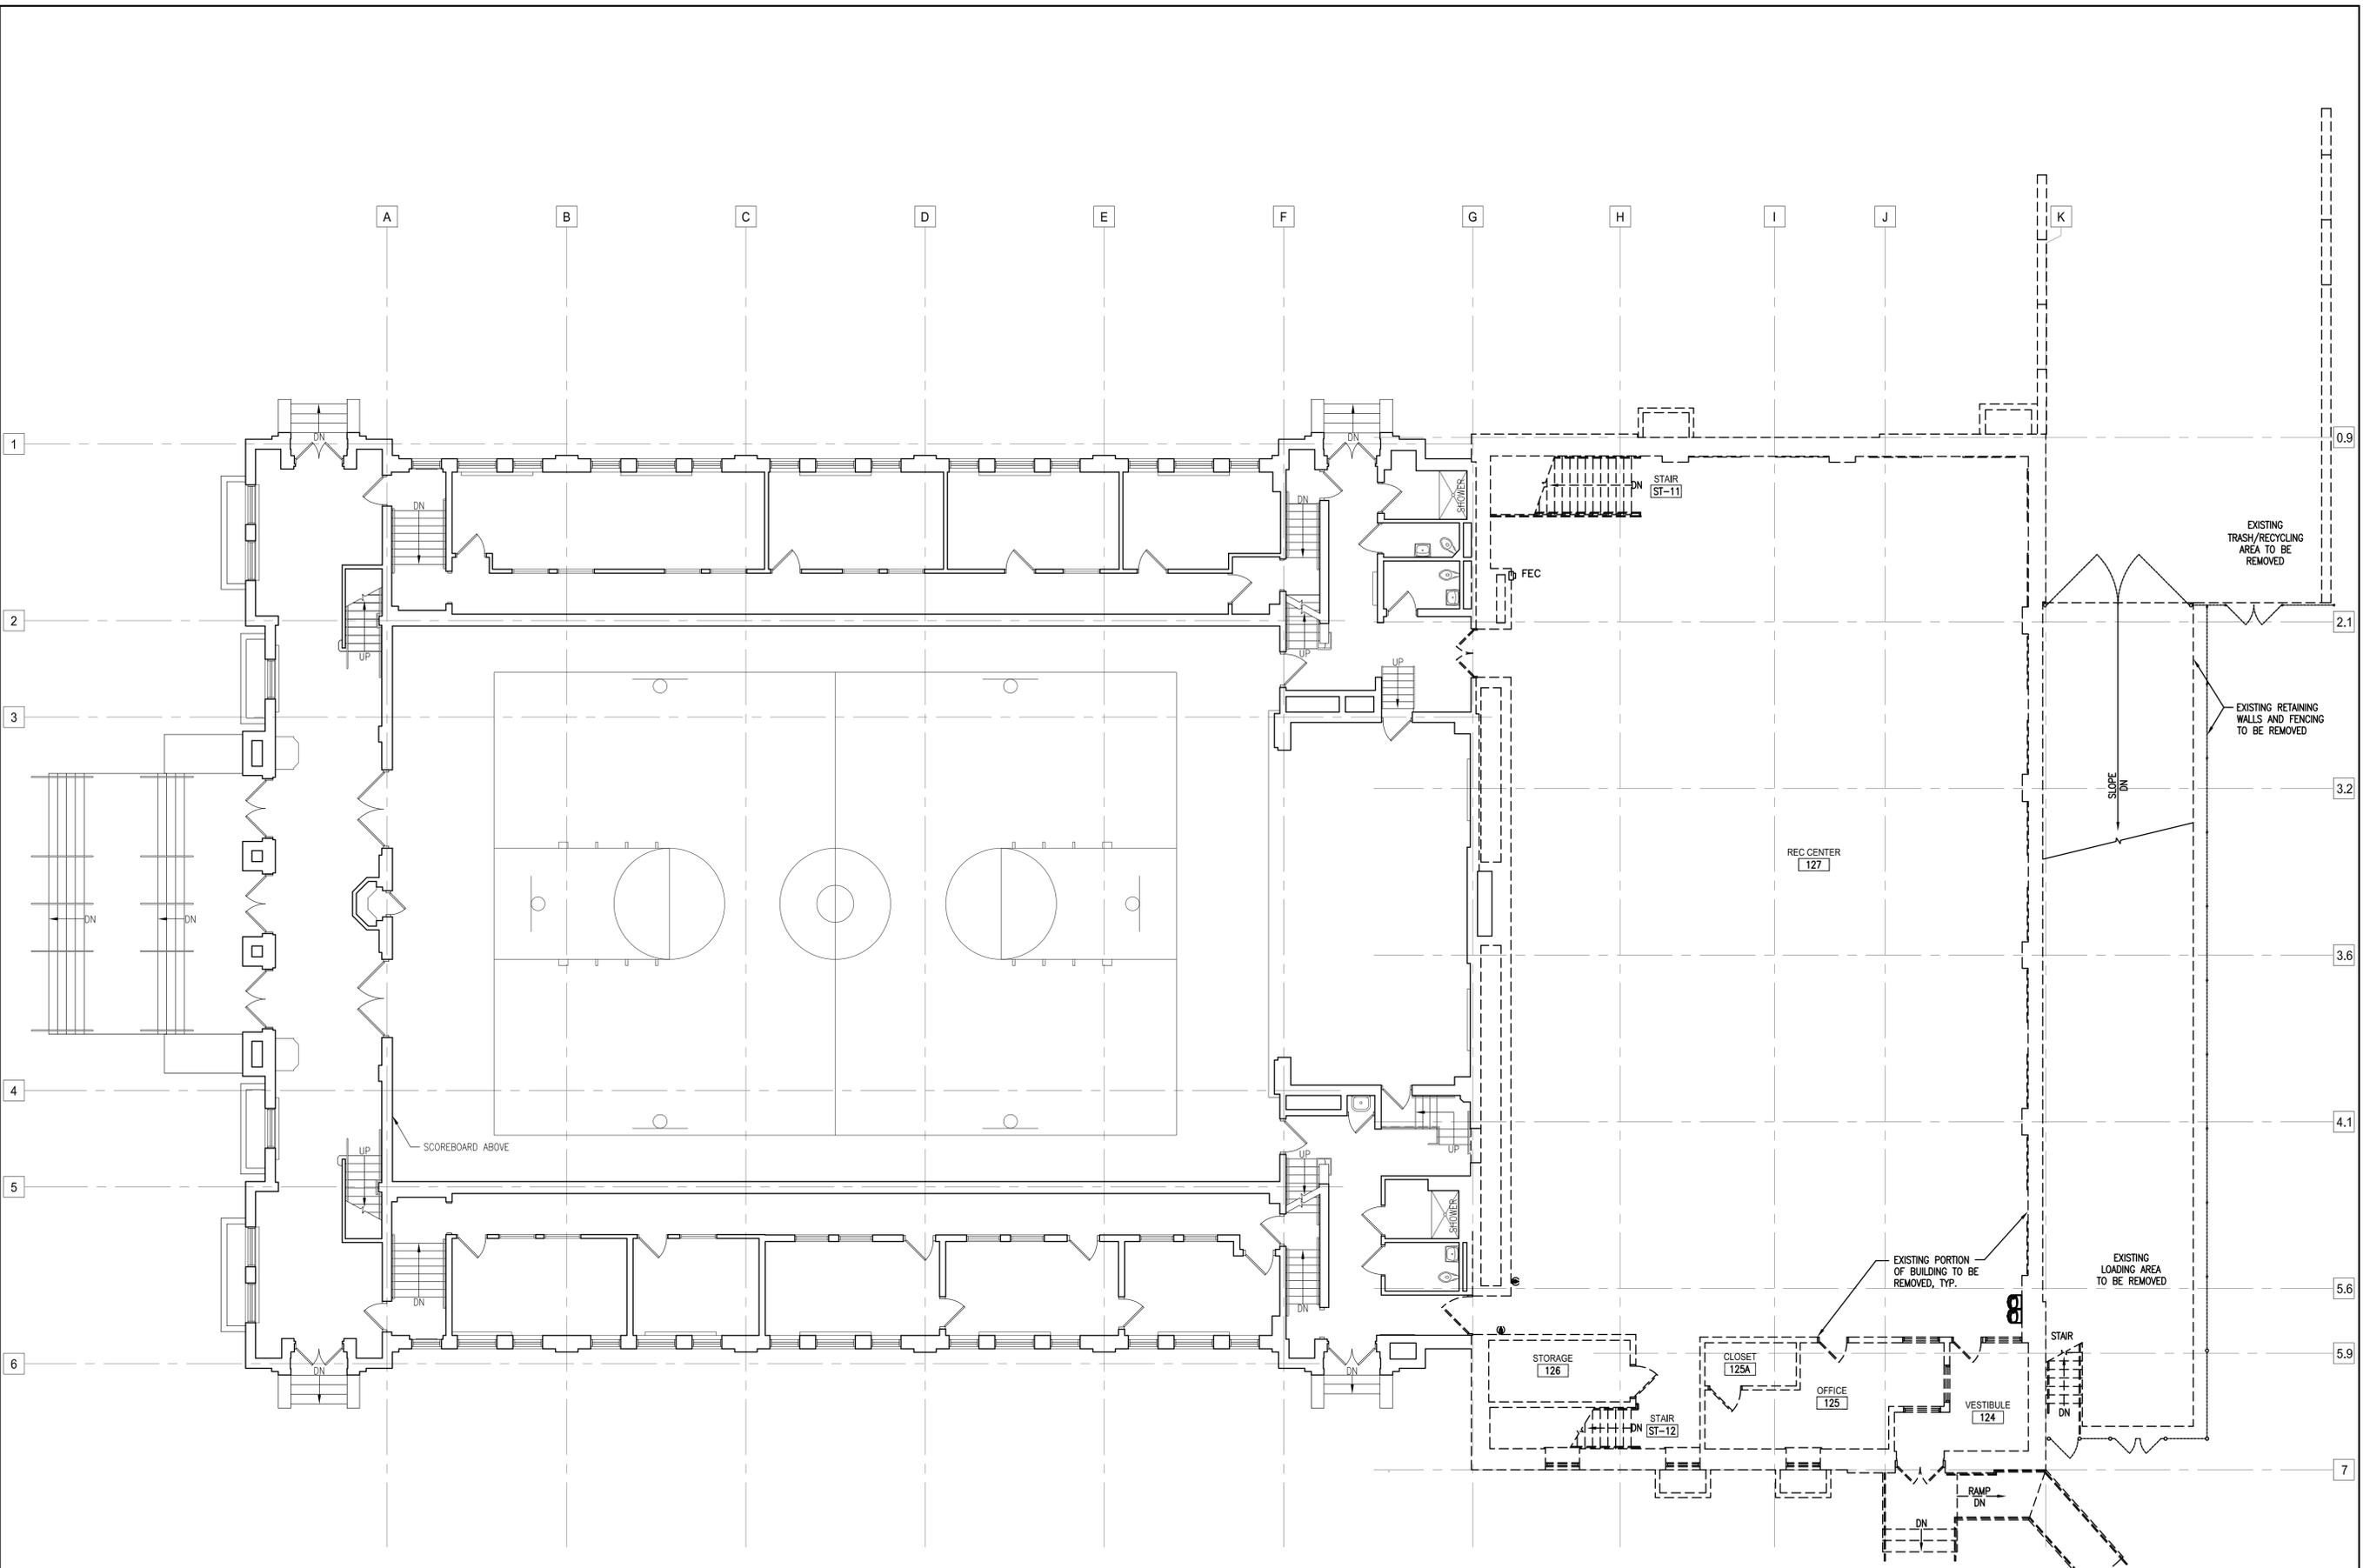 A
B
C
D
E
F
G
H
I
J
K
1
0.9
DN
DN
STAIR
ST-11
DN
SHOWER
DN
DN
EXISTING
TRASH/RECYCLING
AREA TO BE
REMOVED
FEC
2
2.1
UP
UP
UP
3
EXISTING RETAINING
WALLS AND FENCING
TO BE REMOVED
SLOPE
DN
3.2
REC CENTER
127
DN
DN
3.6
4
4.1
SCOREBOARD ABOVE
UP
UP
UP
5
SHOWER
EXISTING PORTION
OF BUILDING TO BE
REMOVED, TYP.
EXISTING
LOADING AREA
TO BE REMOVED
5.6
DN
DN
STAIR
5.9
6
STORAGE
126
CLOSET
125A
DN
DN
OFFICE
125
VESTIBULE
124
DN
STAIR
ST-12
DN
7
RAMP
DN
DN